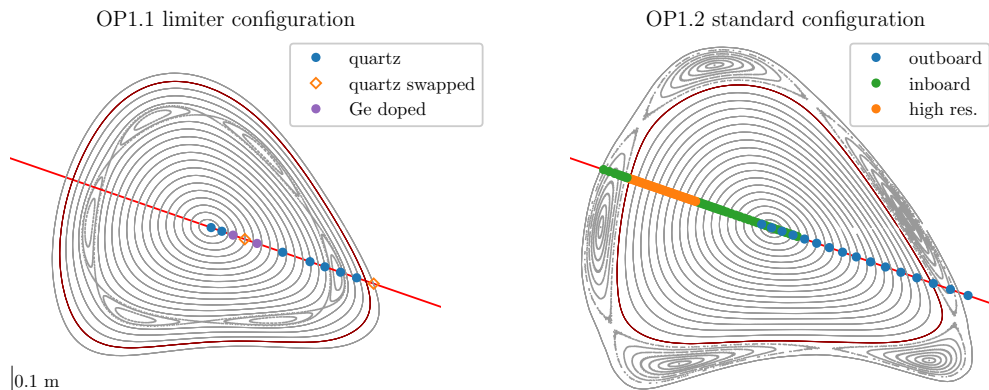 OP1.1 limiter configuration
quartz
quartz swapped
Ge doped
0.1 m
OP1.2 standard configuration
outboard
inboard
high res.